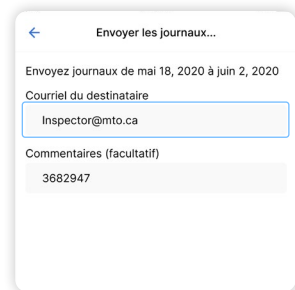 Envoyer les journaux...
Envoyez journaux de mai 18, 2020 à juin 2, 2020
Courriel du destinataire
Inspector@mto.ca
Commentaires (facultatif)
3682947